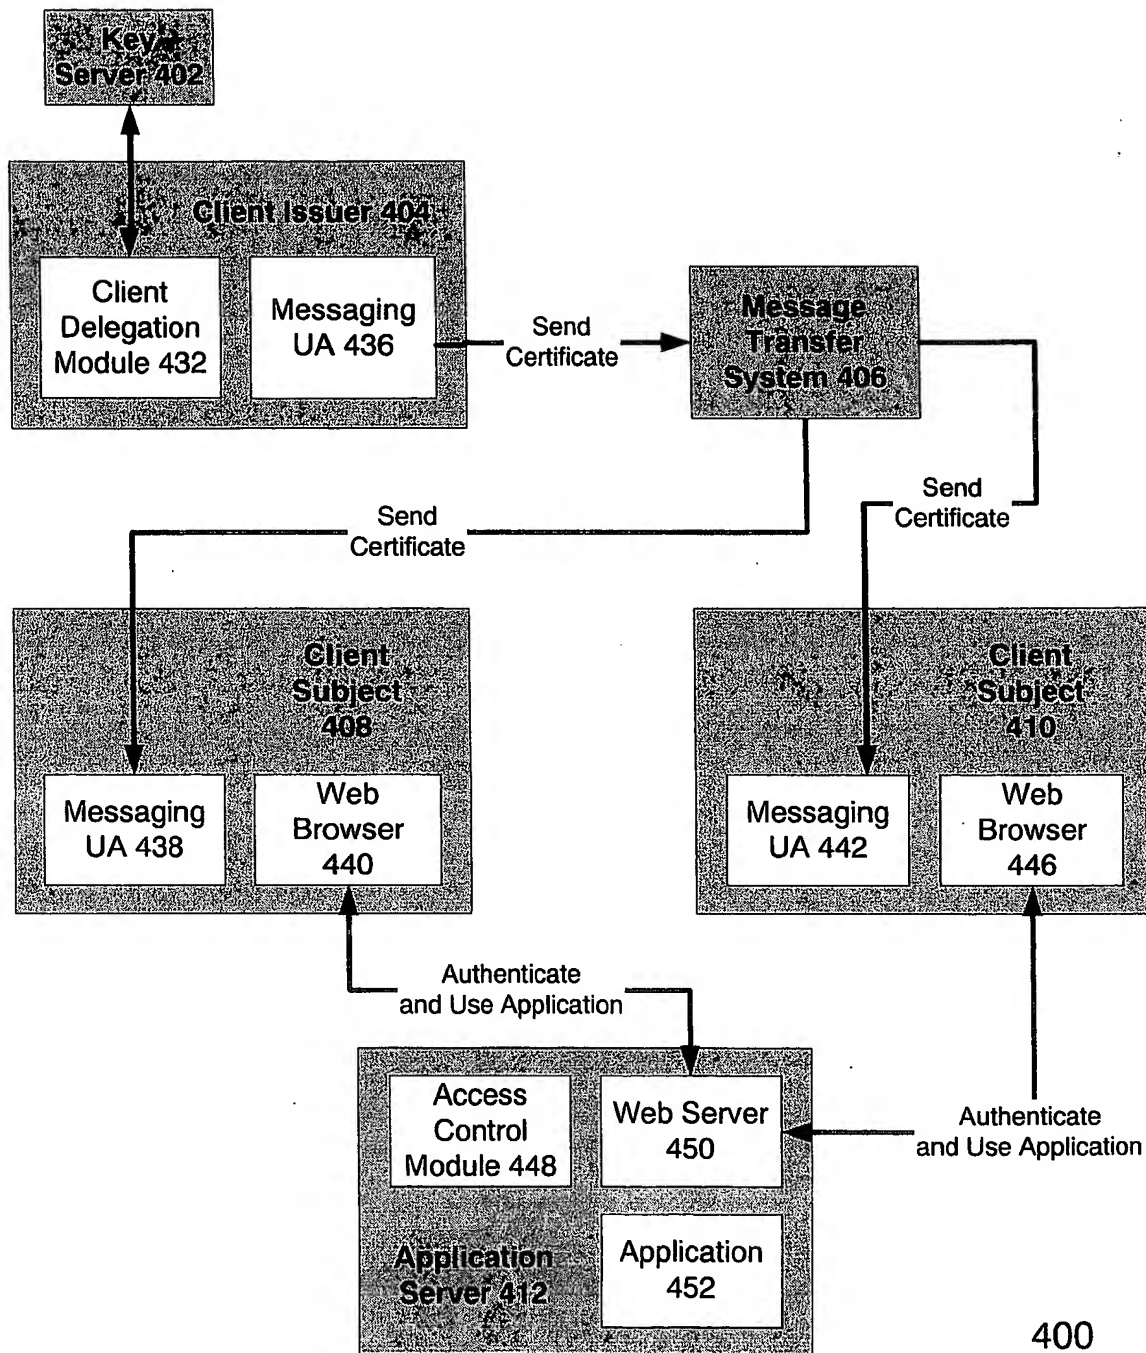 Key
Server 402
Client Issuer 404
Client
Delegation
Module 432
Messaging
UA 436
Send
Certificate
Message
Transfer
System 406
Send
Certificate
Send
Certificate
Client
Subject
408
Messaging
UA 438
Web
Browser
440
Client
Subject
410
Messaging
UA 442
Web
Browser
446
Authenticate
and Use Application
Access
Control
Module 448
Web Server
450
Authenticate
and Use Application
Application
Server 412
Application
452
400